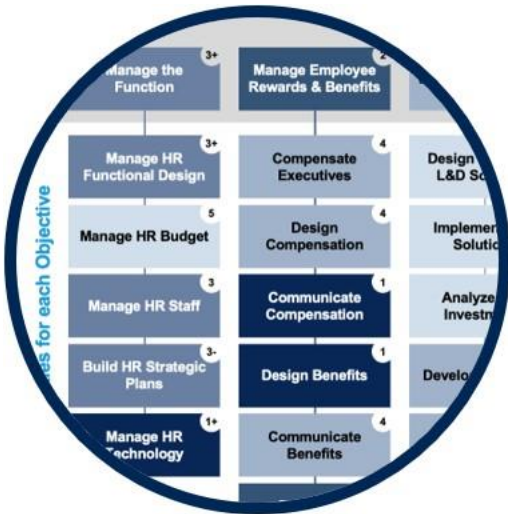 3+
Manage the
Function
2
Manage Employee
Rewards & Benefits
3+
Manage HR
Functional Design
4
Compensate
Executives
Design
L&D
5
Manage HR Budget
4
Design
Compensation
3
Manage HR Staff
1
Communicate
Compensation
Analyze
3-
Build HR Strategic
Plans
1
Design Benefits
1+
Manage HR
Technology
4
Communicate
Benefits
for each Objective